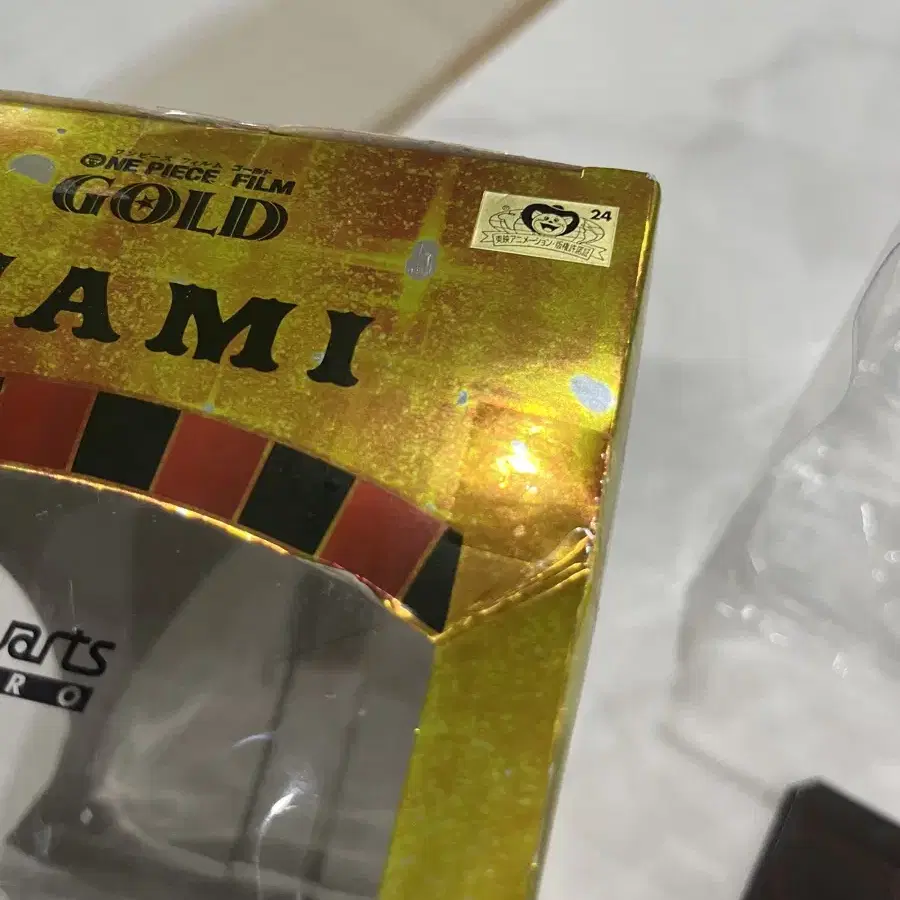 ワンピース フィルム ゴールド
ONE PIECE FILM
GOLD
24
東映アニメーション・版権許諾証
AMI
arts
RO